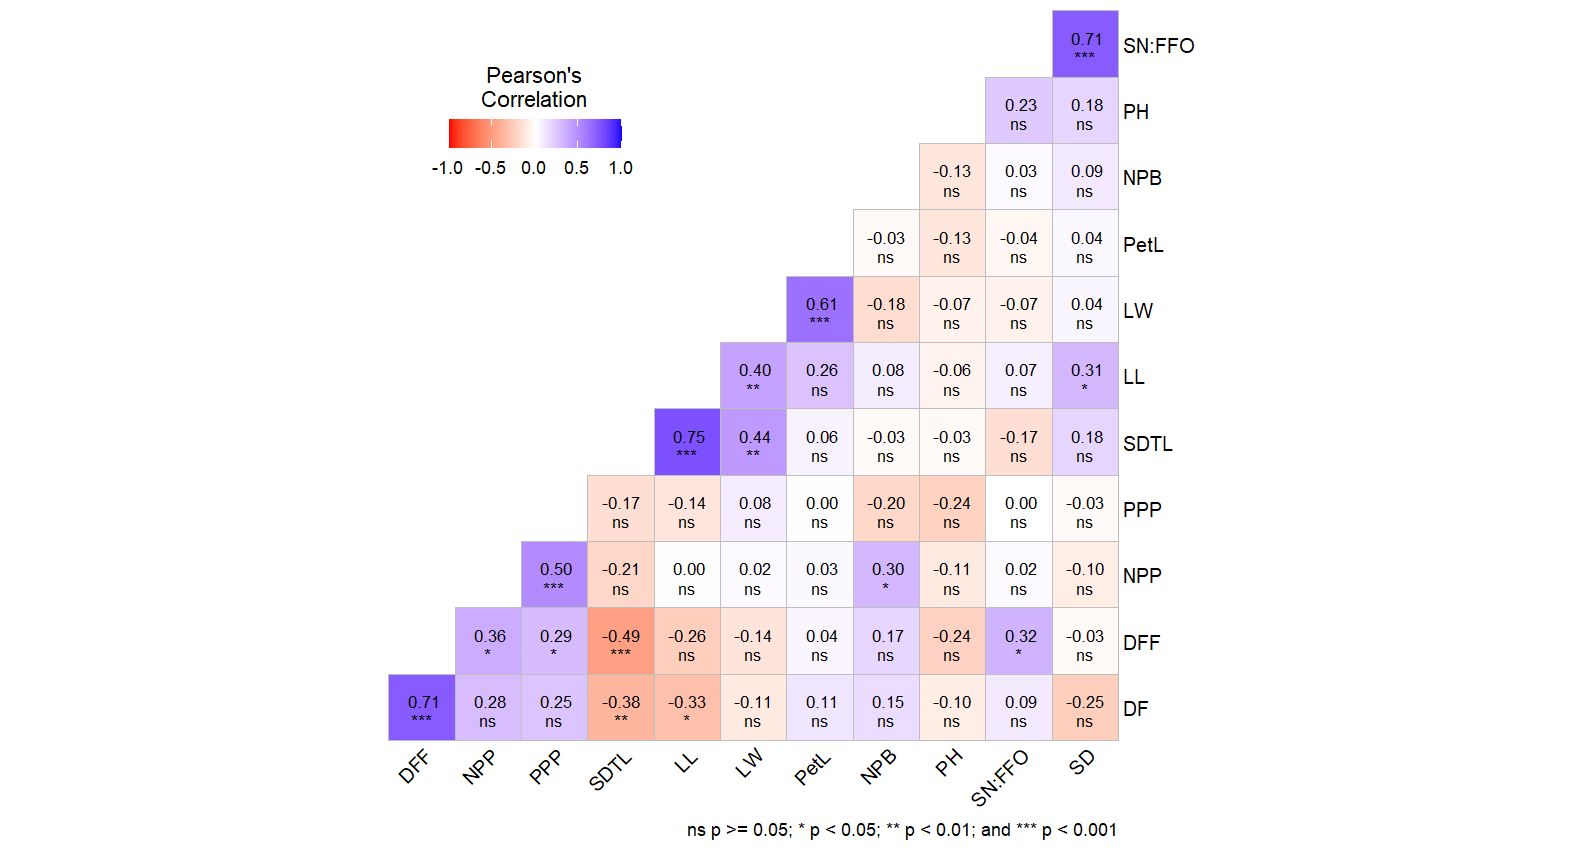 0.71
***
SN:FFO
Pearson's
Correlation
-1.0 -0.5 0.0 0.5 1.0
0.23 0.18
ns ns
PH
-0.13 0.03 0.09
ns ns ns
NPB
-0.03 -0.13 -0.04 0.04
ns ns ns ns
PetL
0.61 -0.18 -0.07 -0.07 0.04
*** ns ns ns ns
LW
0.40 0.26 0.08 -0.06 0.07 0.31
** ns ns ns ns *
LL
0.75 0.44 0.06 -0.03 -0.03 -0.17 0.18
*** ** ns ns ns ns ns
SDTL
-0.17 -0.14 0.08 0.00 -0.20 -0.24 0.00 -0.03
ns ns ns ns ns ns ns ns
PPP
0.50 -0.21 0.00 0.02 0.03 0.30 -0.11 0.02 -0.10
*** ns ns ns ns * ns ns ns
NPP
0.36 0.29 -0.49 -0.26 -0.14 0.04 0.17 -0.24 0.32 -0.03
* * *** ns ns ns ns ns * ns
DFF
0.71 0.28 0.25 -0.38 -0.33 -0.11 0.11 0.15 -0.10 0.09 -0.25
*** ns ns ** * ns ns ns ns ns ns
DF
DFF NPP PPP SDTL LL LW PetL NPB PH SN:FFO SD
ns p >= 0.05; * p < 0.05; ** p < 0.01; and *** p < 0.001